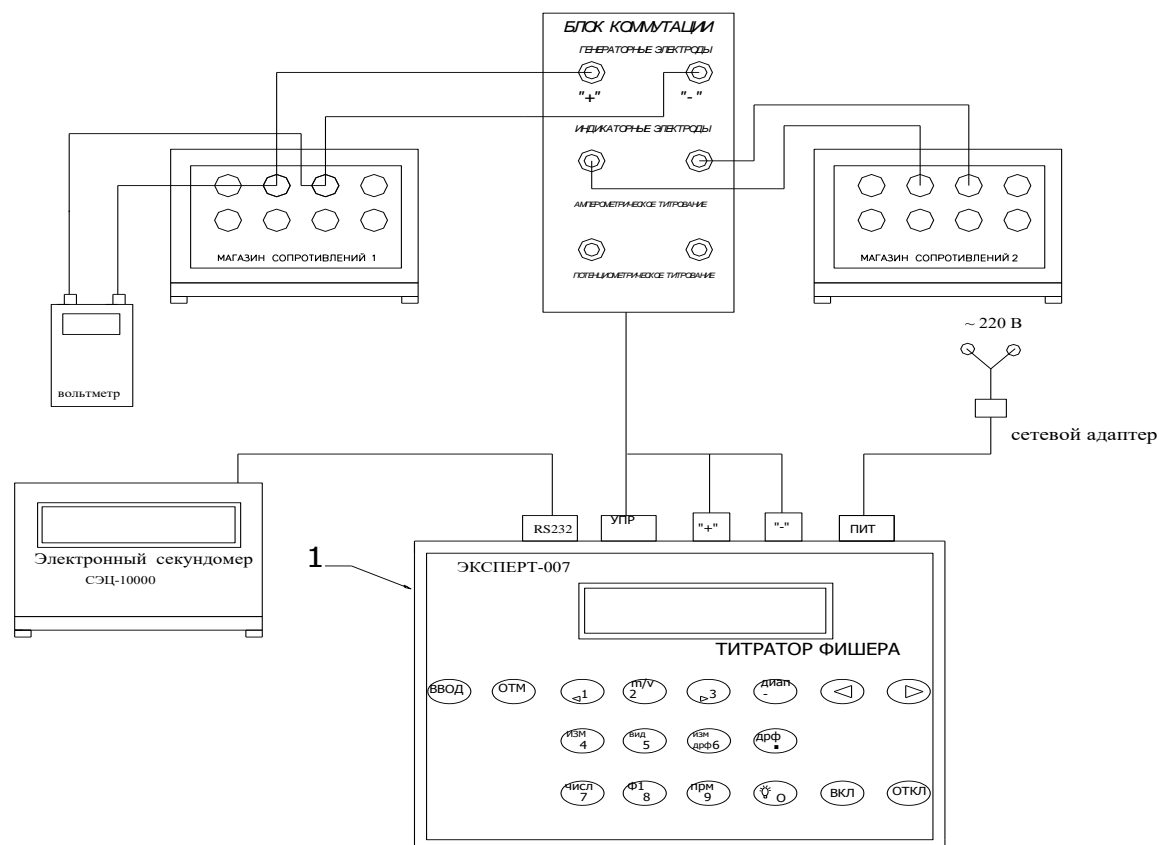 БЛОК КОММУТАЦИИ
ГЕНЕРАТОРНЫЕ ЭЛЕКТРОДЫ
"+"
"-"
ИНДИКАТОРНЫЕ ЭЛЕКТРОДЫ
АМПЕРОМЕТРИЧЕСКОЕ ТИТРОВАНИЕ
ПОТЕНЦИОМЕТРИЧЕСКОЕ ТИТРОВАНИЕ
МАГАЗИН СОПРОТИВЛЕНИЙ 1
МАГАЗИН СОПРОТИВЛЕНИЙ 2
вольтметр
~ 220 В
сетевой адаптер
Электронный секундомер
СЭЦ-10000
1
RS232
УПР
"+"
"-"
ПИТ
ЭКСПЕРТ-007
ТИТРАТОР ФИШЕРА
ВВОД
ОТМ
1
m/v
2
3
диап
-
изм
4
вид
5
изм
дрф6
дрф
.
числ
7
Ф1
8
прм
9
О
ВКЛ
ОТКЛ